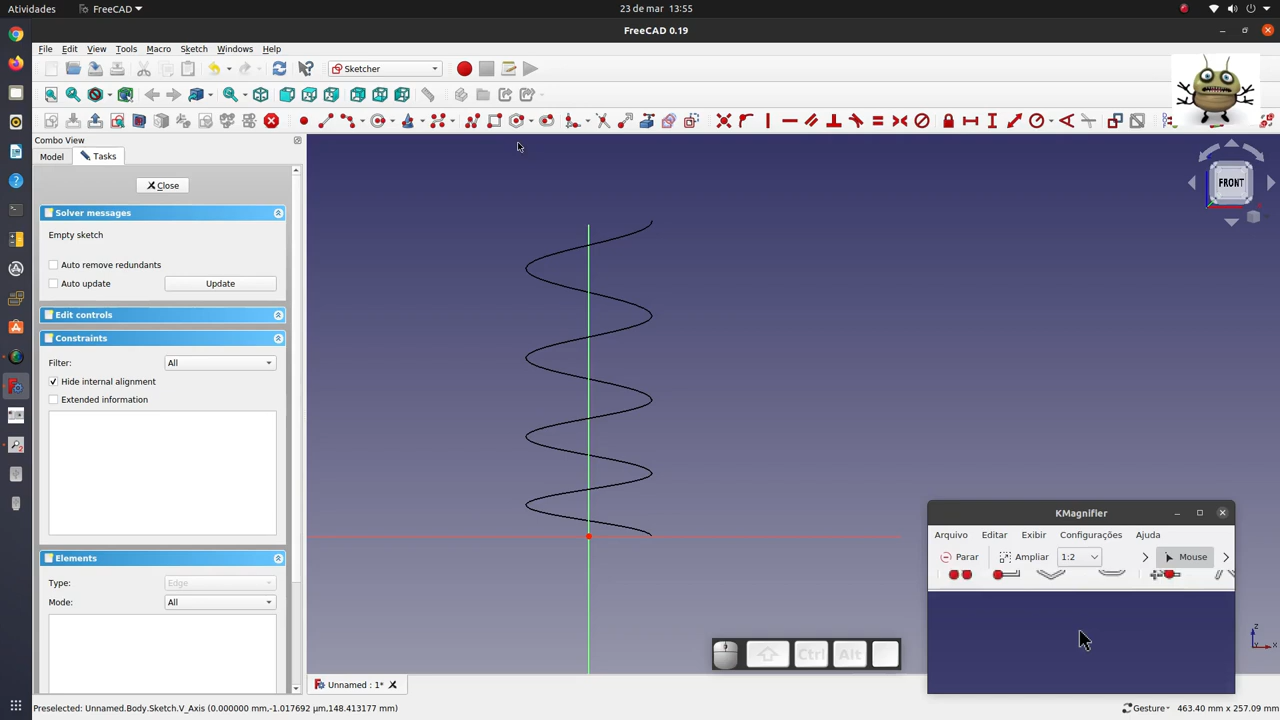 Atividades
FreeCAD
23 de mar 13:55
FreeCAD 0.19
File Edit View Tools Macro Sketch Windows Help
Sketcher
Combo View
Model
Tasks
Close
Solver messages
Empty sketch
Auto remove redundants
Auto update
Update
Edit controls
Constraints
Filter: All
Hide internal alignment
Extended information
Elements
Type: Edge
Mode: All
FRONT
KMagnifier
Arquivo Editar Exibir Configurações Ajuda
Parar Ampliar 1:2 Mouse
Ctrl Alt
Z
X
Unnamed : 1*
Preselected: Unnamed.Body.Sketch.V_Axis (0.000000 mm,-1.017692 µm,148.413177 mm)
Gesture
463.40 mm x 257.09 mm